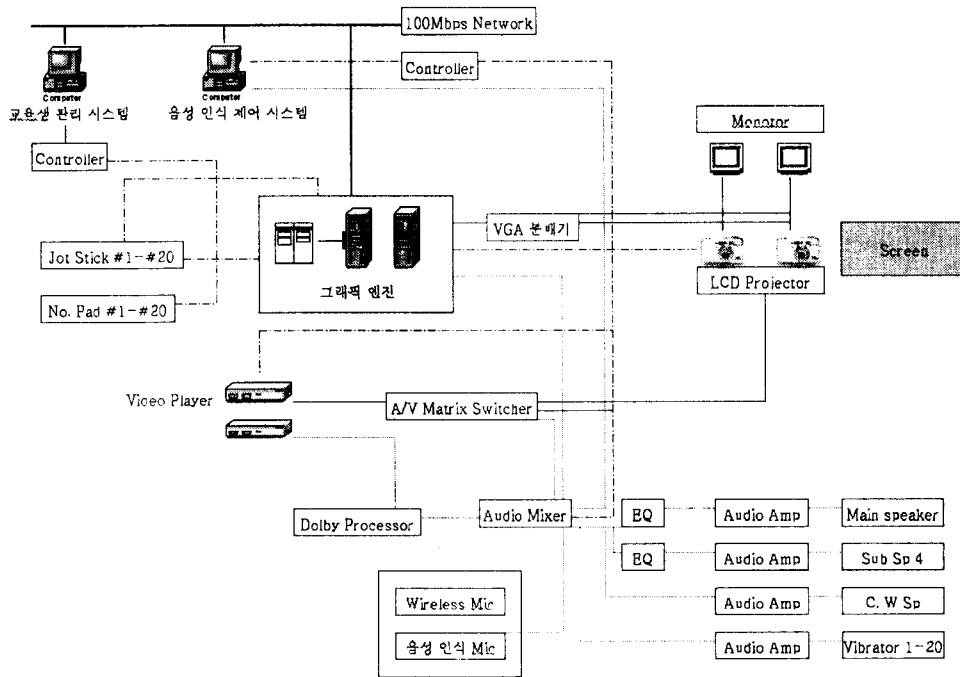 100Mbps Network
Computer
Computer
교육생 관리 시스템
음성 인식 제어 시스템
Controller
Controller
Monotor
VGA 분배기
Screen
Jot Stick #1-#20
그래픽 엔진
LCD Projector
No. Pad #1-#20
Video Player
A/V Matrix Switcher
Dolby Processor
Audio Mixer
EQ
Audio Amp
Main speaker
EQ
Audio Amp
Sub Sp 4
Wireless Mic
Audio Amp
C. W Sp
음성 인식 Mic
Audio Amp
Vibrator 1-20